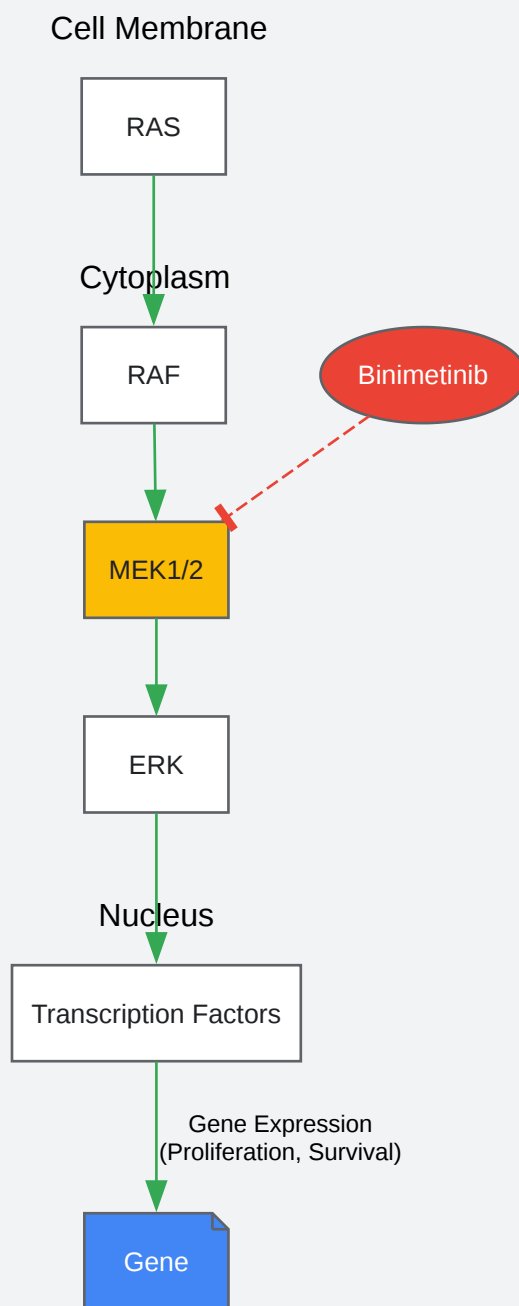 Cell Membrane
RAS
Cytoplasm
RAF
Binimetinib
MEK1/2
ERK
Nucleus
Transcription Factors
Gene Expression
(Proliferation, Survival)
Gene